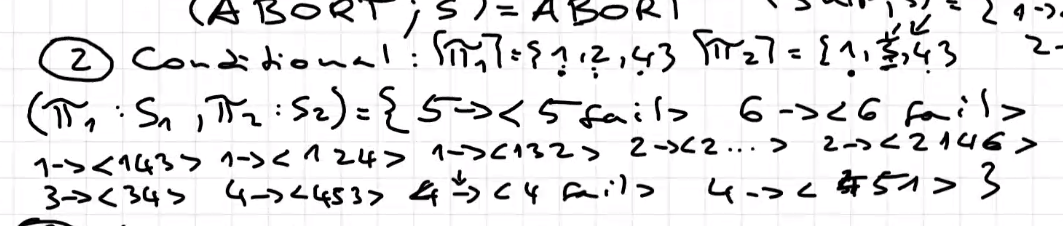 (ABORT; S) = ABORT
② Conditional: ⌈π₁⌉ = {1,2,4} ⌈π₂⌉ = {1,3,4}
(π₁ : S₁ , π₂ : S₂) = { 5 -> <5 fail> 6 -> <6 fail>
1 -> <143> 1 -> <124> 1 -> <132> 2 -> <2...> 2 -> <2146>
3 -> <34> 4 -> <453> 4 -> <4 fail> 4 -> <451> }